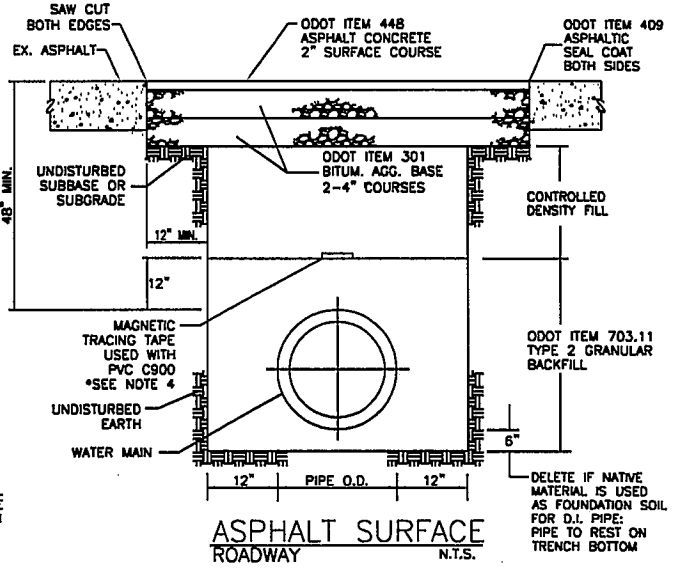 SAW CUT
BOTH EDGES
EX. ASPHALT
ODOT ITEM 448
ASPHALT CONCRETE
2" SURFACE COURSE
ODOT ITEM 409
ASPHALTIC
SEAL COAT
BOTH SIDES
48" MIN.
UNDISTURBED
SUBBASE OR
SUBGRADE
ODOT ITEM 301
BITUM. AGG. BASE
2-4" COURSES
CONTROLLED
DENSITY FILL
12" MIN.
12"
MAGNETIC
TRACING TAPE
USED WITH
PVC C900
*SEE NOTE 4
ODOT ITEM 703.11
TYPE 2 GRANULAR
BACKFILL
UNDISTURBED
EARTH
WATER MAIN
6"
12"
PIPE O.D.
12"
DELETE IF NATIVE
MATERIAL IS USED
AS FOUNDATION SOIL
FOR D.I. PIPE:
PIPE TO REST ON
TRENCH BOTTOM
ASPHALT SURFACE
ROADWAY
N.T.S.